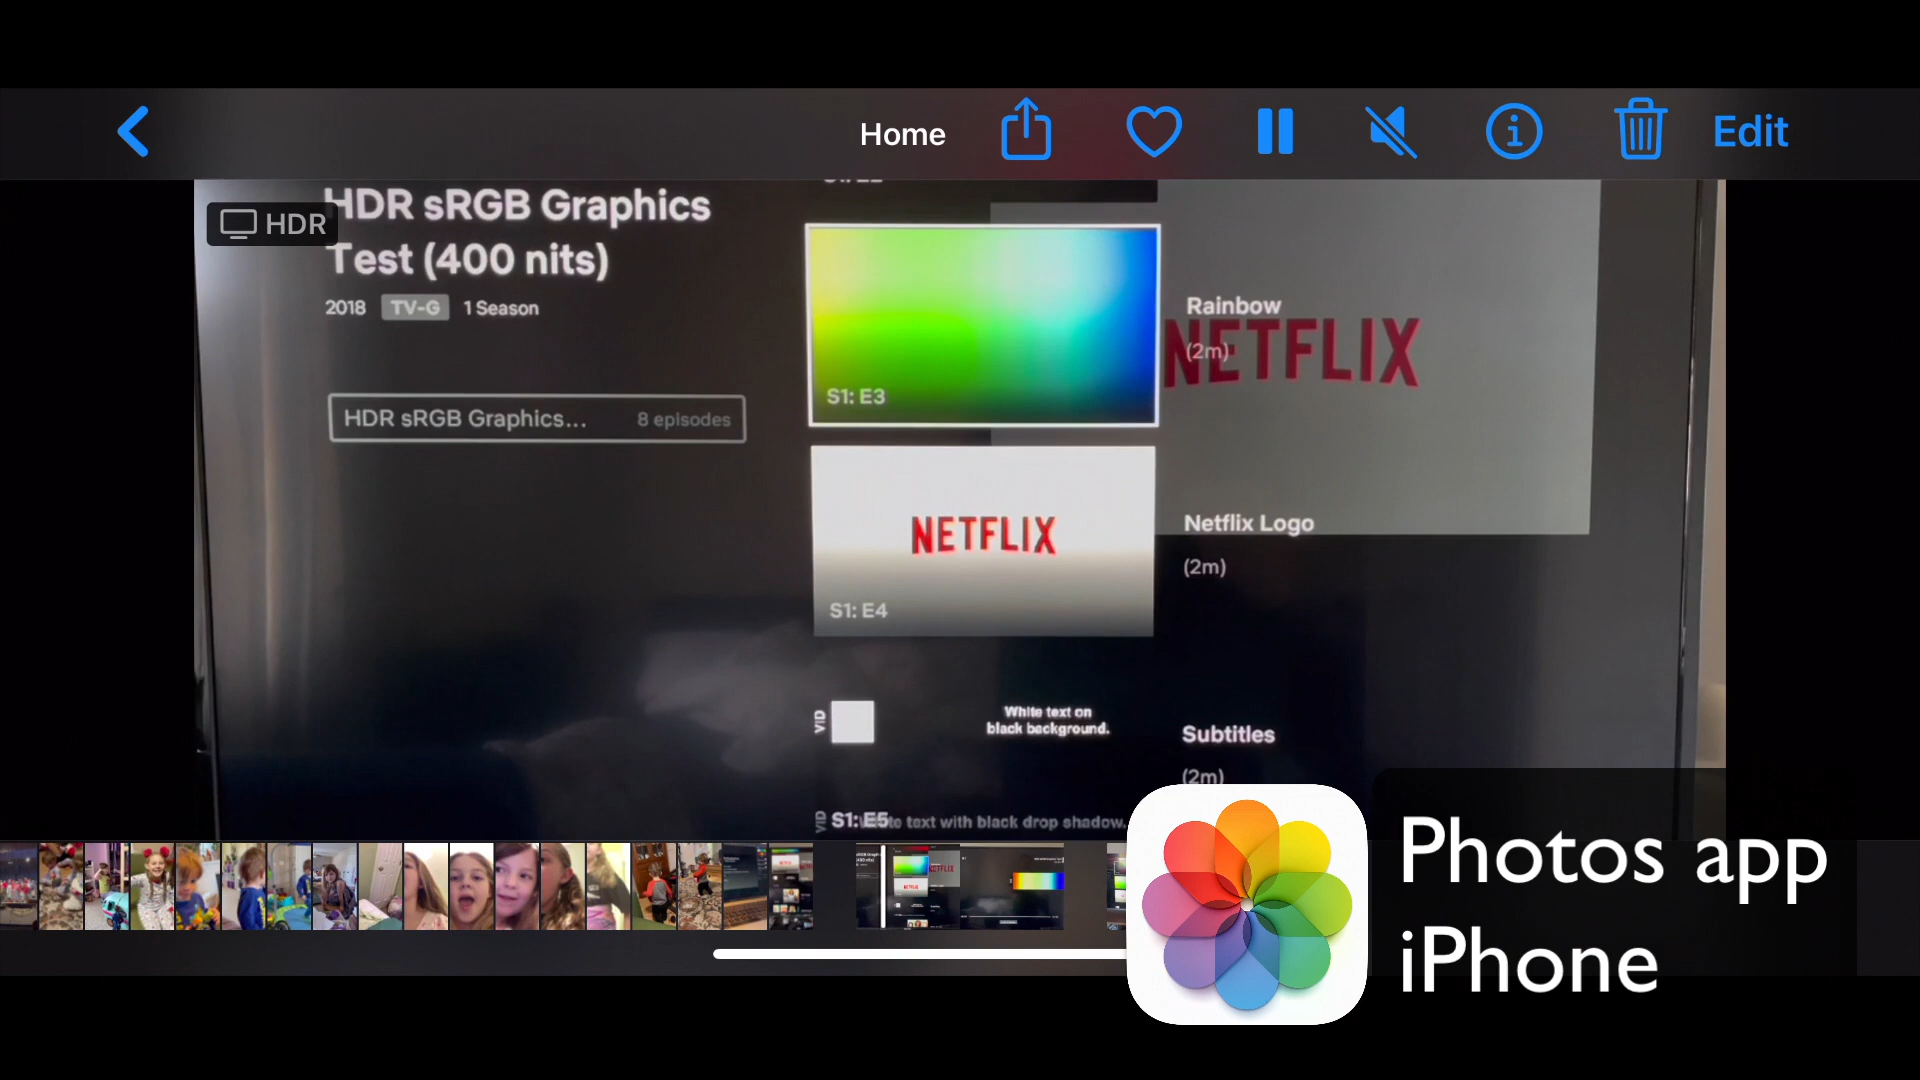 Home
Edit
HDR
HDR sRGB Graphics
Test (400 nits)
2018 TV-G 1 Season
HDR sRGB Graphics... 8 episodes
S1: E3
Rainbow
(2m)
NETFLIX
NETFLIX
S1: E4
Netflix Logo
(2m)
VID
White text on
black background.
Subtitles
(2m)
VID
S1: E5
text with black drop shadow.
Photos app
iPhone